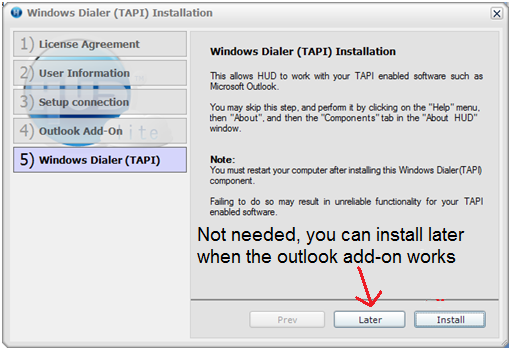 Windows Dialer (TAPI) Installation
1) License Agreement
2) User Information
3) Setup connection
4) Outlook Add-On
5) Windows Dialer (TAPI)
ite
Windows Dialer (TAPI) Installation
This allows HUD to work with your TAPI enabled software such as
Microsoft Outlook.
You may skip this step, and perform it by clicking on the "Help" menu,
then "About", and then the "Components" tab in the "About HUD"
window.
Note:
You must restart your computer after installing this Windows Dialer(TAPI)
component.
Failing to do so may result in unreliable functionality for your TAPI
enabled software.
Not needed, you can install later
when the outlook add-on works
Prev
Later
Install